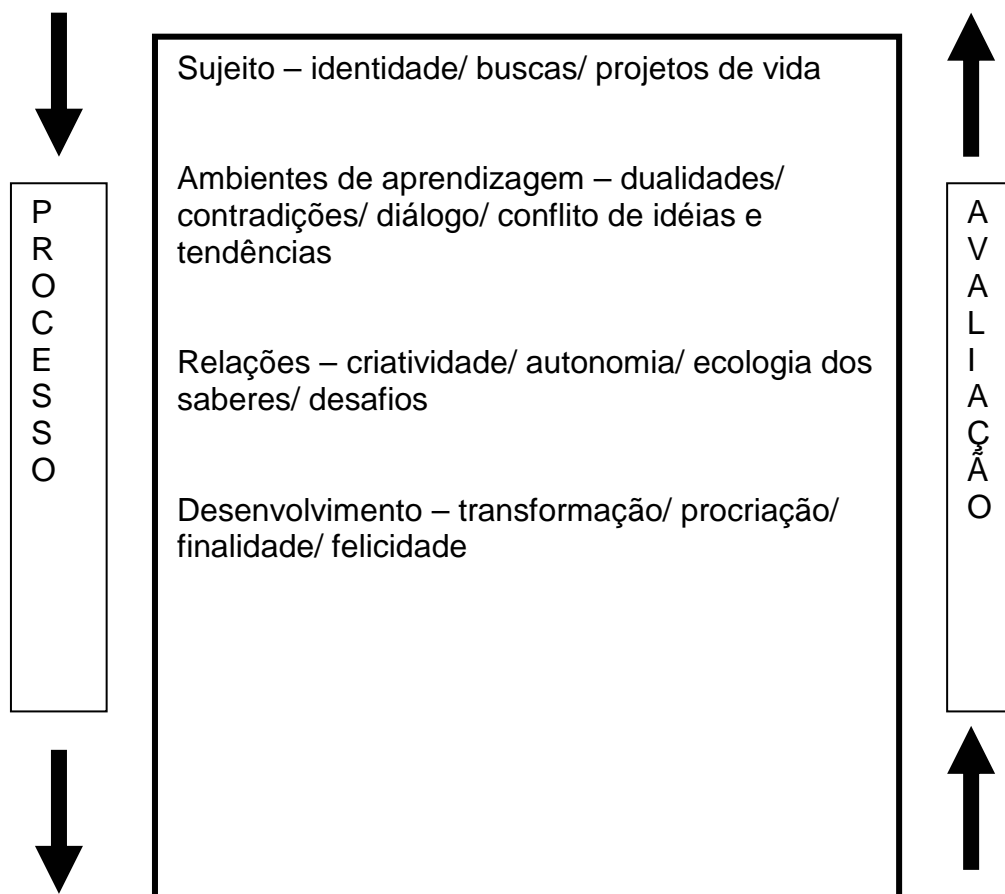 Sujeito – identidade/ buscas/ projetos de vida
Ambientes de aprendizagem – dualidades/
contradições/ diálogo/ conflito de idéias e
tendências
Relações – criatividade/ autonomia/ ecologia dos
saberes/ desafios
Desenvolvimento – transformação/ procriação/
finalidade/ felicidade
P
R
O
C
E
S
S
O
A
V
A
L
I
A
Ç
Ã
O